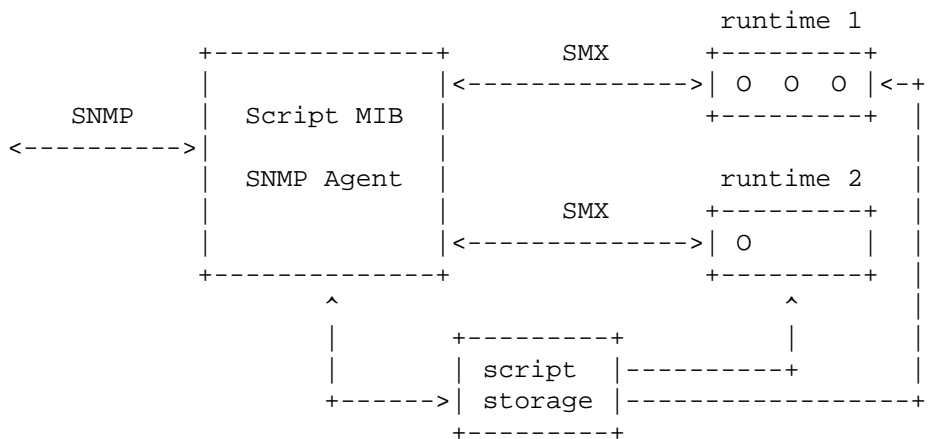 runtime 1
SMX
O O O
SNMP
Script MIB
SNMP Agent
runtime 2
SMX
O
script
storage